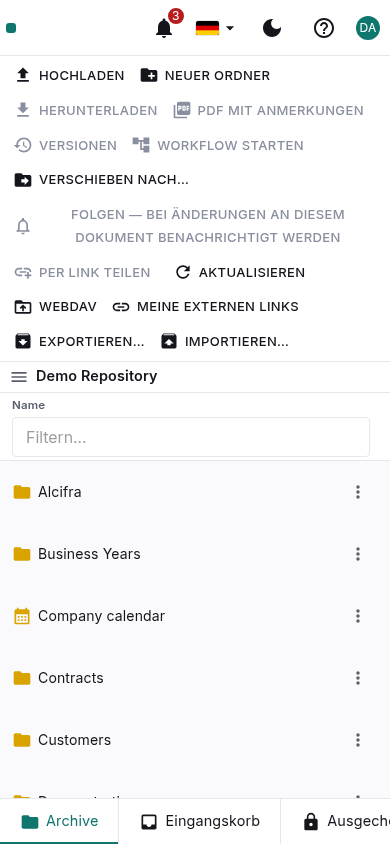 3
DA
HOCHLADEN NEUER ORDNER
HERUNTERLADEN PDF MIT ANMERKUNGEN
VERSIONEN WORKFLOW STARTEN
VERSCHIEBEN NACH...
FOLGEN — BEI ÄNDERUNGEN AN DIESEM
DOKUMENT BENACHRICHTIGT WERDEN
PER LINK TEILEN AKTUALISIEREN
WEBDAV MEINE EXTERNEN LINKS
EXPORTIEREN... IMPORTIEREN...
Demo Repository
Name
Filtern...
Alcifra
Business Years
Company calendar
Contracts
Customers
Archive Eingangskorb